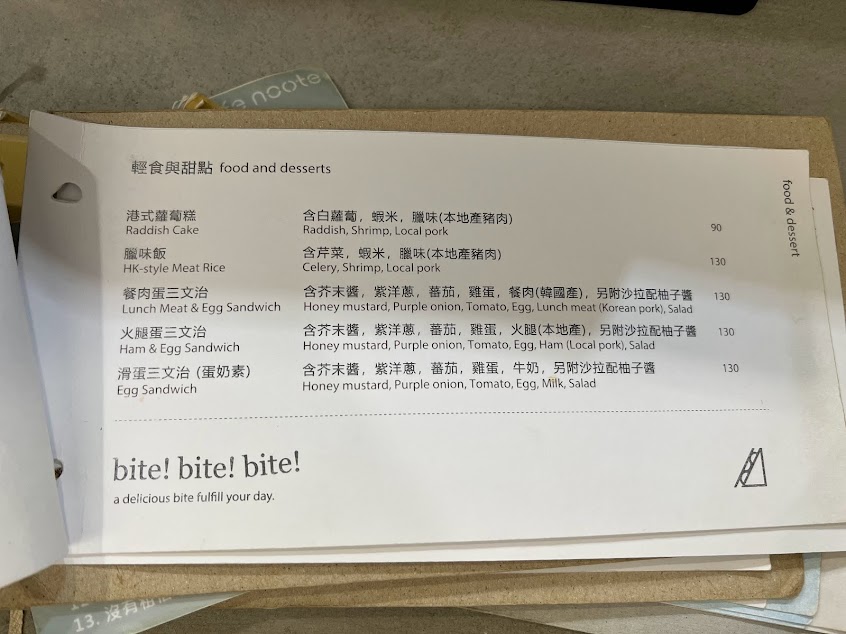 noote
輕食與甜點 food and desserts
food & dessert
港式蘿蔔糕 含白蘿蔔，蝦米，臘味(本地產豬肉)
Raddish Cake Raddish, Shrimp, Local pork 90
臘味飯 含芹菜，蝦米，臘味(本地產豬肉)
HK-style Meat Rice Celery, Shrimp, Local pork 130
餐肉蛋三文治 含芥末醬，紫洋蔥，蕃茄，雞蛋，餐肉(韓國產)，另附沙拉配柚子醬 130
Lunch Meat & Egg Sandwich Honey mustard, Purple onion, Tomato, Egg, Lunch meat (Korean pork), Salad
火腿蛋三文治 含芥末醬，紫洋蔥，蕃茄，雞蛋，火腿(本地產)，另附沙拉配柚子醬 130
Ham & Egg Sandwich Honey mustard, Purple onion, Tomato, Egg, Ham (Local pork), Salad
滑蛋三文治 (蛋奶素) 含芥末醬，紫洋蔥，蕃茄，雞蛋，牛奶，另附沙拉配柚子醬 130
Egg Sandwich Honey mustard, Purple onion, Tomato, Egg, Milk, Salad
bite! bite! bite!
a delicious bite fulfill your day.
13. 沒有